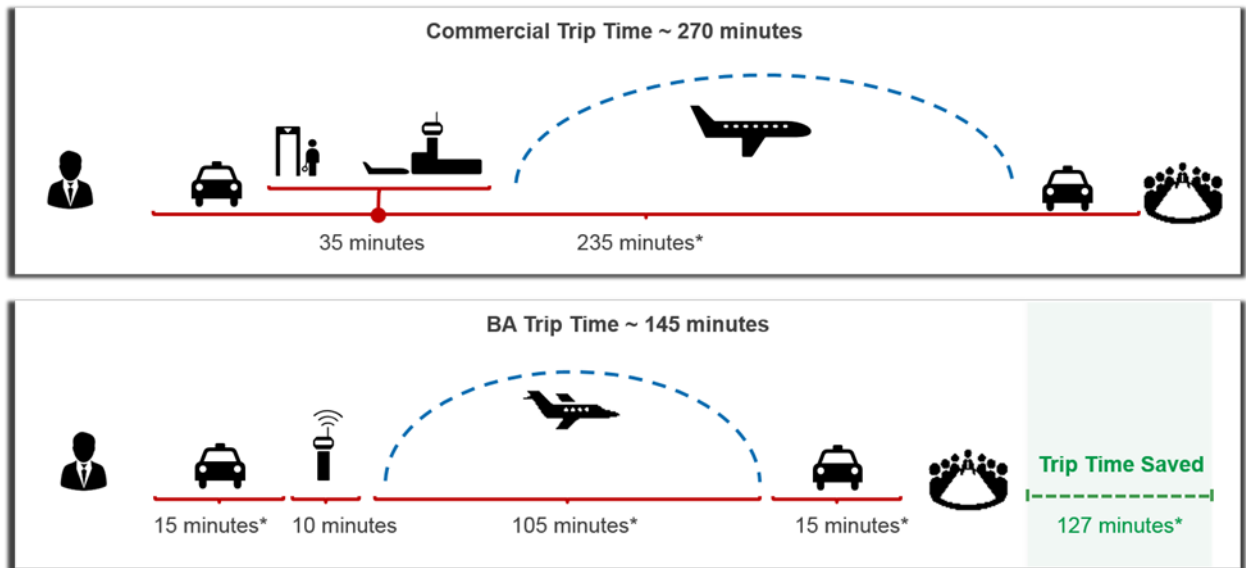 Commercial Trip Time ~ 270 minutes
35 minutes
235 minutes*
BA Trip Time ~ 145 minutes
15 minutes*
10 minutes
105 minutes*
15 minutes*
Trip Time Saved
127 minutes*